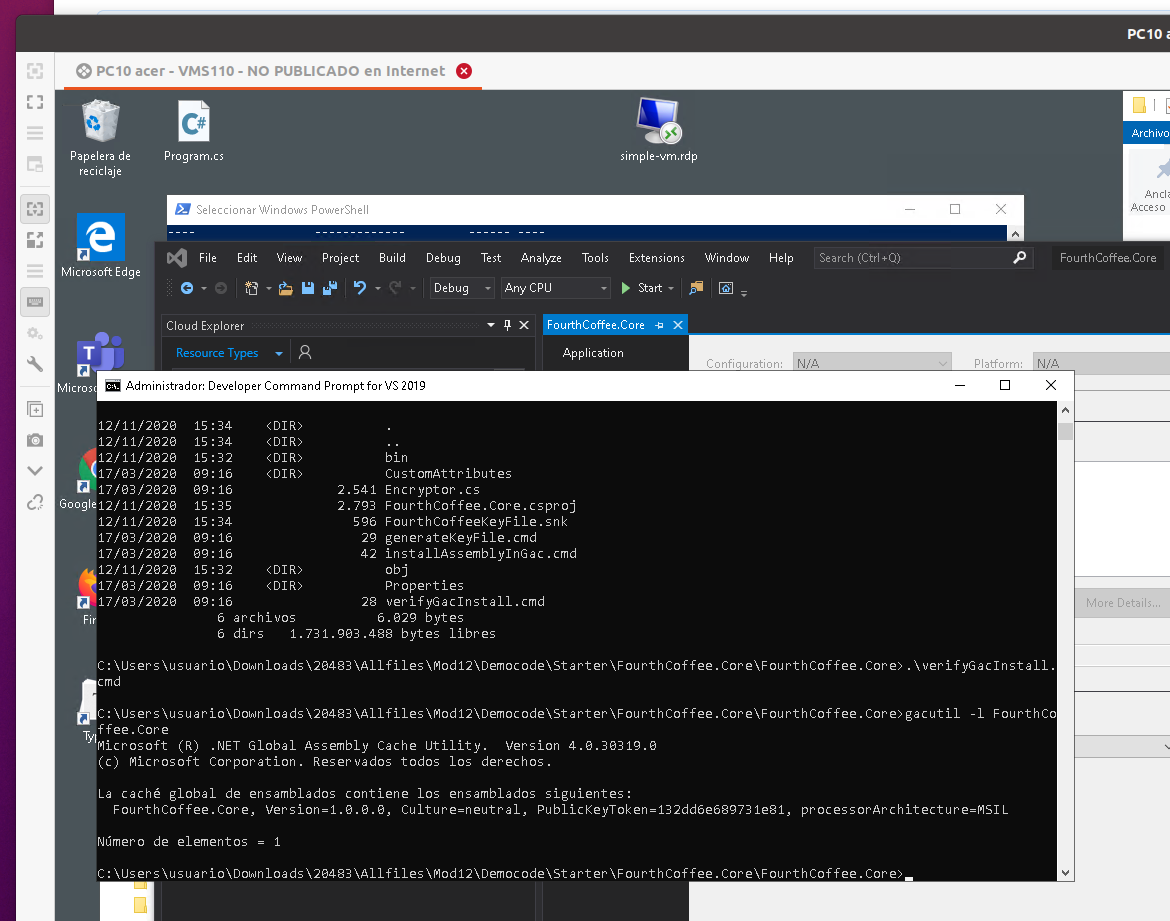 PC10 a
PC10 acer - VMS110 - NO PUBLICADO en Internet
Papelera de
reciclaje
Program.cs
simple-vm.rdp
Archivo
Ancla
Acceso
Seleccionar Windows PowerShell
---- ------------- ------ ----
Microsoft Edge
File Edit View Project Build Debug Test Analyze Tools Extensions Window Help Search (Ctrl+Q) FourthCoffee.Core
Debug Any CPU Start
Cloud Explorer
FourthCoffee.Core
Resource Types
Application
Configuration: N/A Platform: N/A
Microso
Google
Fir
Ty
Administrador: Developer Command Prompt for VS 2019
12/11/2020  15:34    <DIR>          .
12/11/2020  15:34    <DIR>          ..
12/11/2020  15:32    <DIR>          bin
17/03/2020  09:16    <DIR>          CustomAttributes
17/03/2020  09:16             2.541 Encryptor.cs
12/11/2020  15:35             2.793 FourthCoffee.Core.csproj
12/11/2020  15:34               596 FourthCoffeeKeyFile.snk
17/03/2020  09:16                29 generateKeyFile.cmd
17/03/2020  09:16                42 installAssemblyInGac.cmd
12/11/2020  15:32    <DIR>          obj
17/03/2020  09:16    <DIR>          Properties
17/03/2020  09:16                28 verifyGacInstall.cmd
6 archivos          6.029 bytes
6 dirs   1.731.903.488 bytes libres
C:\Users\usuario\Downloads\20483\Allfiles\Mod12\Democode\Starter\FourthCoffee.Core\FourthCoffee.Core>.\verifyGacInstall.
cmd
C:\Users\usuario\Downloads\20483\Allfiles\Mod12\Democode\Starter\FourthCoffee.Core\FourthCoffee.Core>gacutil -l FourthCo
ffee.Core
Microsoft (R) .NET Global Assembly Cache Utility.  Version 4.0.30319.0
(c) Microsoft Corporation. Reservados todos los derechos.
La caché global de ensamblados contiene los ensamblados siguientes:
FourthCoffee.Core, Version=1.0.0.0, Culture=neutral, PublicKeyToken=132dd6e689731e81, processorArchitecture=MSIL
Número de elementos = 1
C:\Users\usuario\Downloads\20483\Allfiles\Mod12\Democode\Starter\FourthCoffee.Core\FourthCoffee.Core>
More Details...